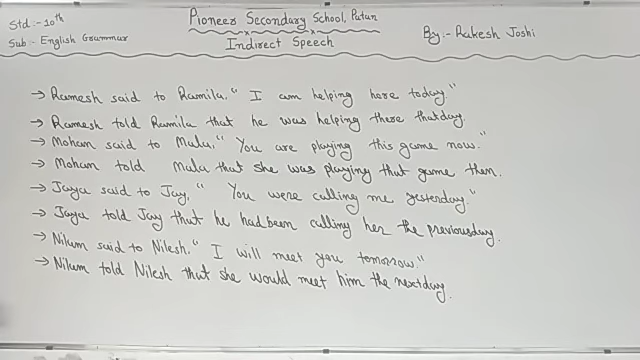 Std :- 10th
Sub :- English Grammar
Pioneer Secondary School, Patan
Indirect Speech
By :- Rakesh Joshi
→ Ramesh said to Ramila, "I am helping here today."
→ Ramesh told Ramila that he was helping there that day.
→ Mohan said to Mala, "You are playing this game now."
→ Mohan told Mala that she was playing that game then.
→ Jaya said to Jay, "You were calling me yesterday."
→ Jaya told Jay that he had been calling her the previous day.
→ Nilum said to Nilesh, "I will meet you tomorrow."
→ Nilum told Nilesh that she would meet him the next day.